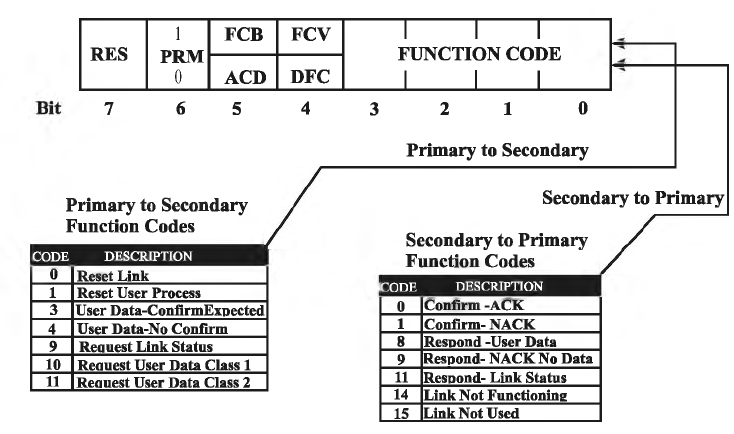 RES 1 PRM 0 FCB FCV FUNCTION CODE
ACD DFC
Bit 7 6 5 4 3 2 1 0
Primary to Secondary
Secondary to Primary
Primary to Secondary
Function Codes
CODE DESCRIPTION
0 Reset Link
1 Reset User Process
3 User Data-ConfirmExpected
4 User Data-No Confirm
9 Request Link Status
10 Request User Data Class 1
11 Request User Data Class 2
Secondary to Primary
Function Codes
CODE DESCRIPTION
0 Confirm -ACK
1 Confirm- NACK
8 Respond -User Data
9 Respond- NACK No Data
11 Respond- Link Status
14 Link Not Functioning
15 Link Not Used